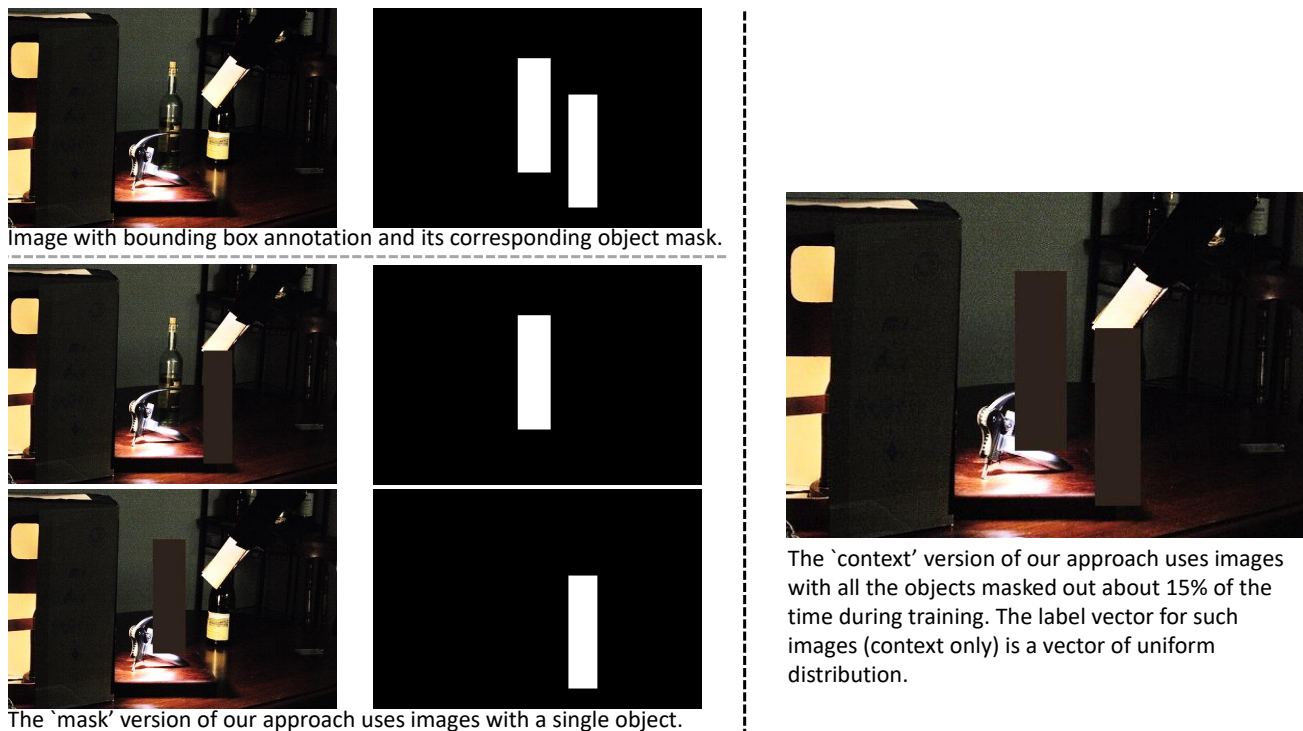 Image with bounding box annotation and its corresponding object mask.
The `mask’ version of our approach uses images with a single object.
The `context’ version of our approach uses images
with all the objects masked out about 15% of the
time during training. The label vector for such
images (context only) is a vector of uniform
distribution.